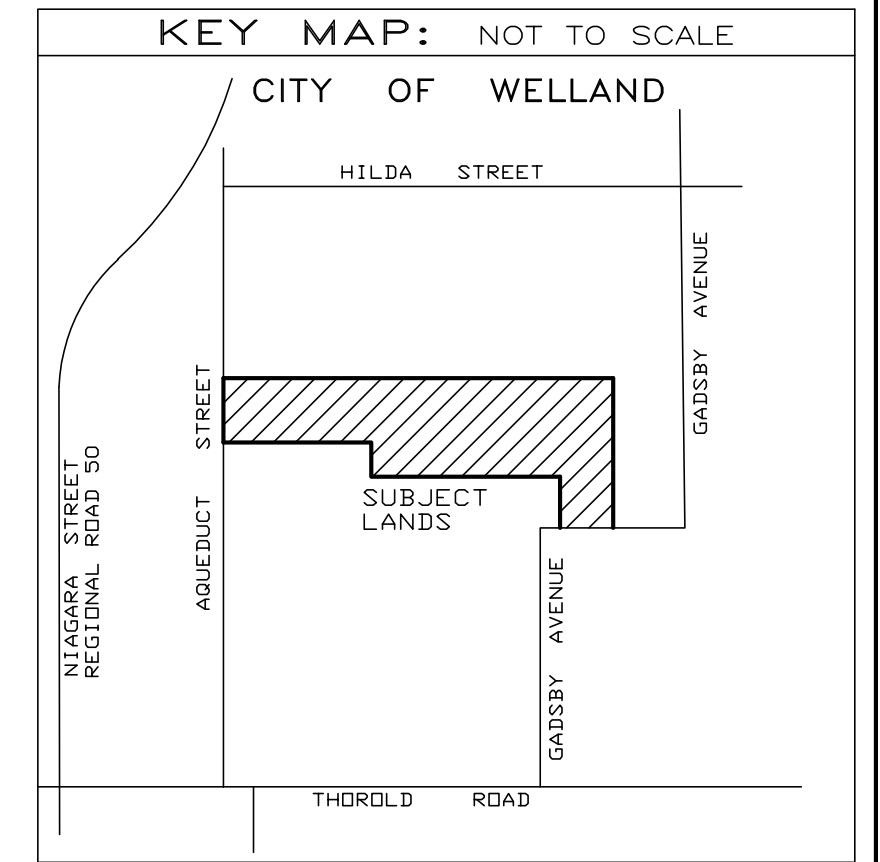 KEY MAP: NOT TO SCALE
CITY OF WELLAND
HILDA STREET
GADSBY AVENUE
AQUEDUCT STREET
NIAGARA STREET
REGIONAL ROAD 50
SUBJECT
LANDS
GADSBY AVENUE
THOROLD ROAD